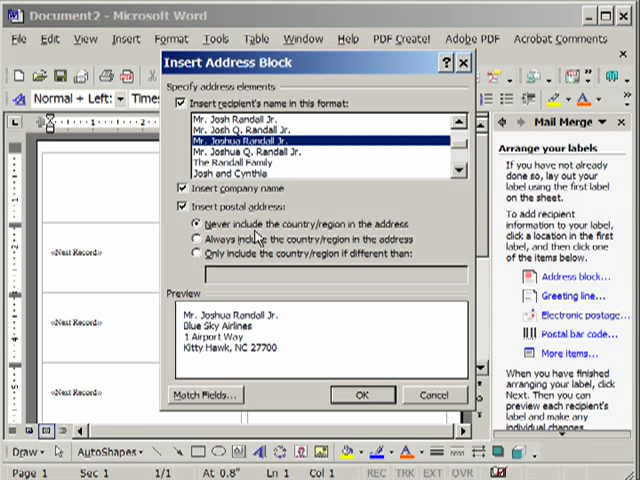 Document2 - Microsoft Word
File Edit View Insert Format Tools Table Window Help PDF Create! Adobe PDF Acrobat Comments
Normal + Left: Times
Insert Address Block
Specify address elements
Insert recipient's name in this format:
Mr. Josh Randall Jr.
Mr. Josh Q. Randall Jr.
Mr. Joshua Randall Jr.
Mr. Joshua Q. Randall Jr.
The Randall Family
Josh and Cynthia
Insert company name
Insert postal address:
Never include the country/region in the address
Always include the country/region in the address
Only include the country/region if different than:
Preview
Mr. Joshua Randall Jr.
Blue Sky Airlines
1 Airport Way
Kitty Hawk, NC 27700
Match Fields... OK Cancel
«Next Record»
«Next Record»
«Next Record»
Mail Merge
Arrange your labels
If you have not already
done so, lay out your
label using the first label
on the sheet.
To add recipient
information to your label,
click a location in the first
label, and then click one
of the items below.
Address block...
Greeting line...
Electronic postage...
Postal bar code...
More items...
When you have finished
arranging your label, click
Next. Then you can
preview each recipient's
label and make any
individual changes.
Draw AutoShapes
Page 1 Sec 1 1/1 At 0.8" Ln 1 Col 1 REC TRK EXT OVR